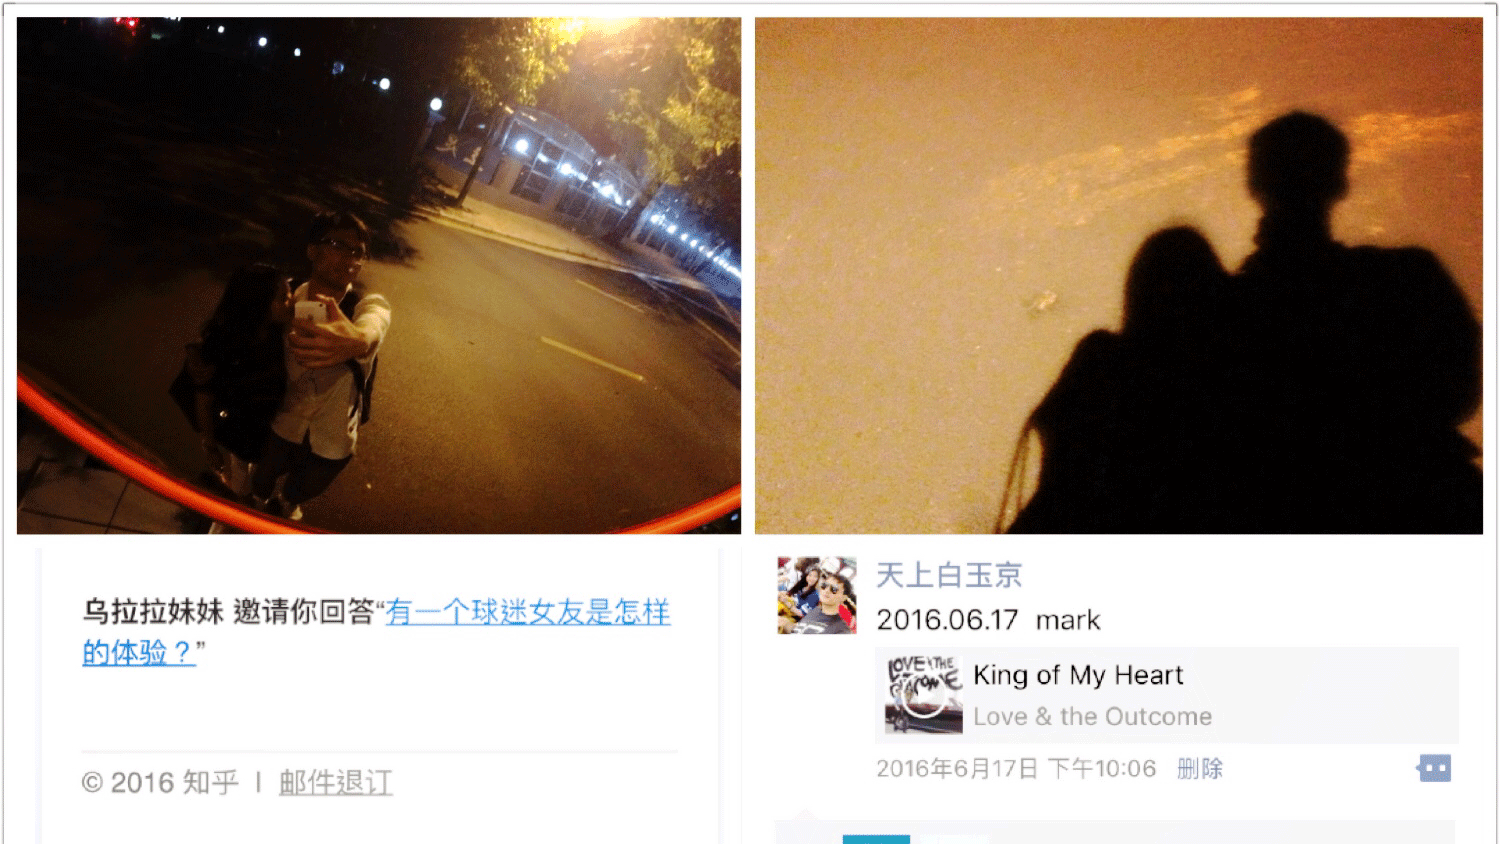 乌拉拉妹妹 邀请你回答“有一个球迷女友是怎样
的体验？”
© 2016 知乎 | 邮件退订
天上白玉京
2016.06.17 mark
LOVE & THE
OUTCOME
King of My Heart
Love & the Outcome
2016年6月17日 下午10:06 删除